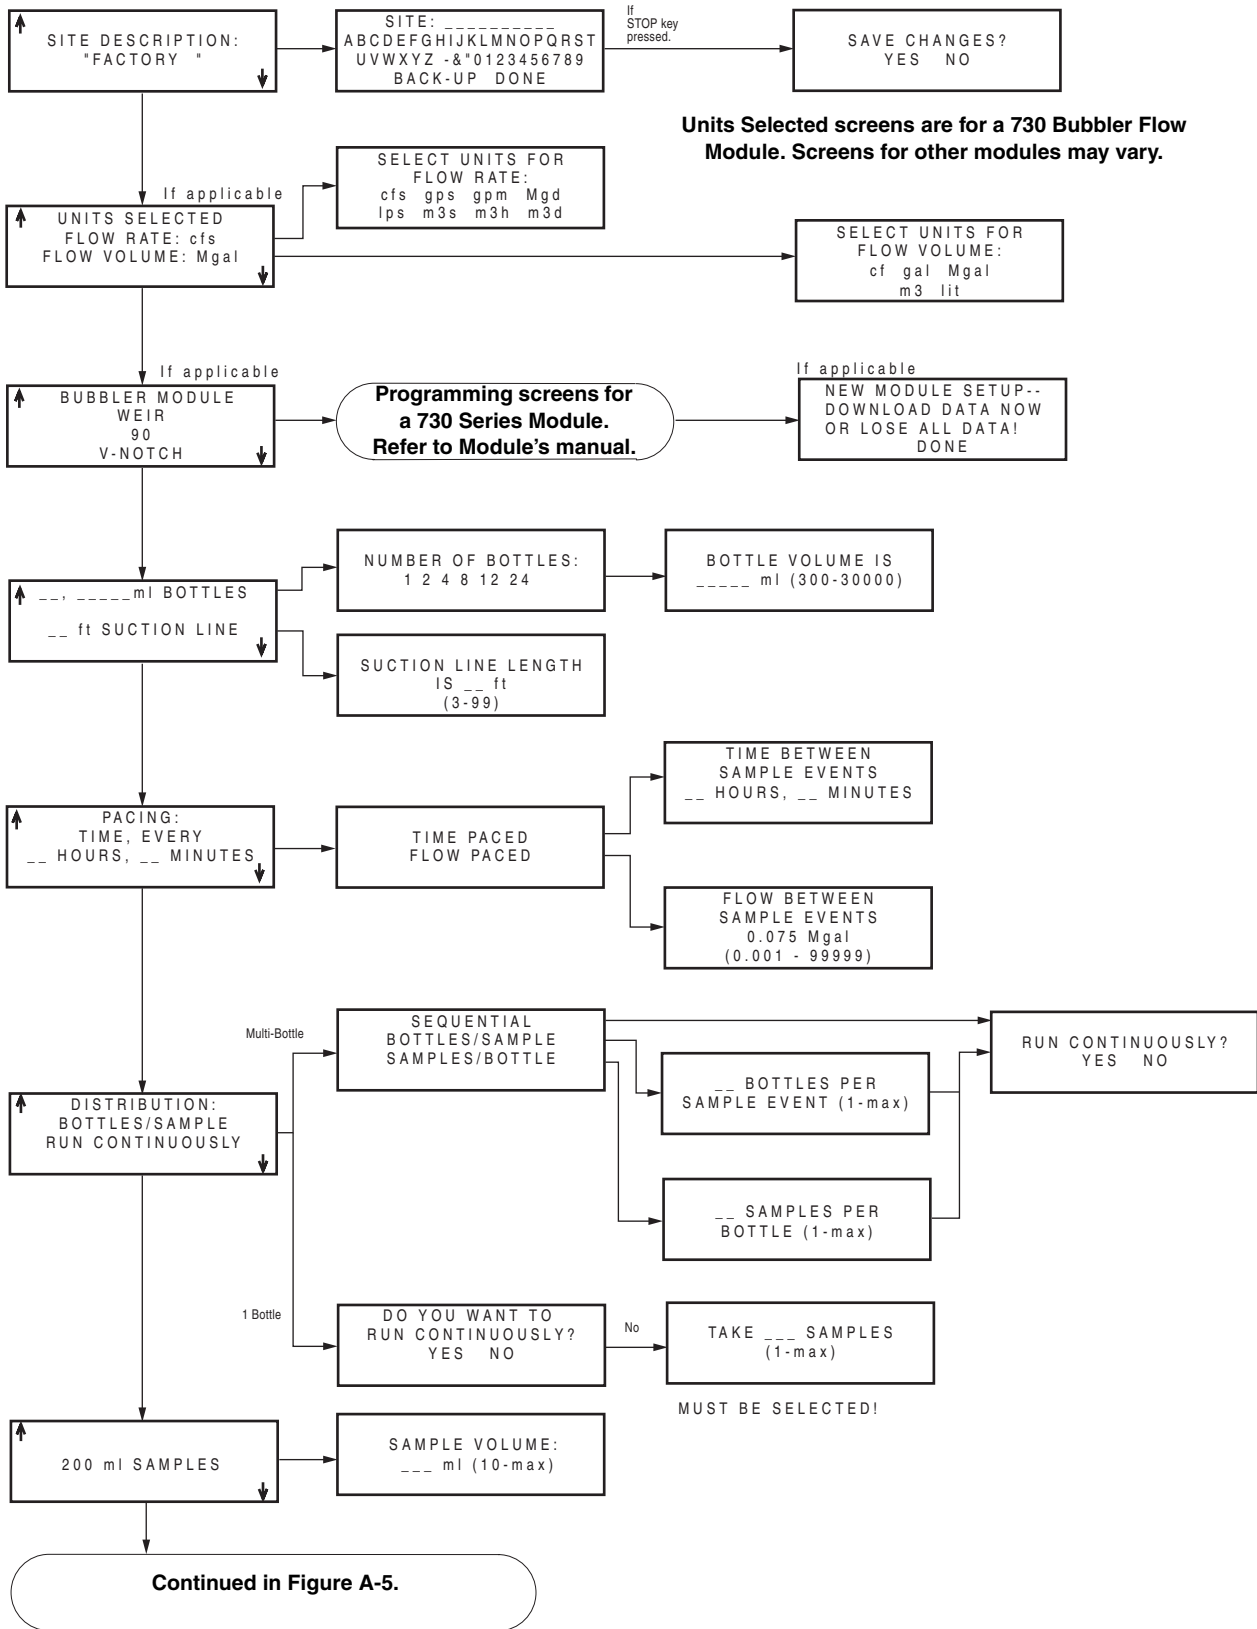 SITE DESCRIPTION:
"FACTORY "
SITE: __________
ABCDEFGHIJKLMNOPQRST
UVWXYZ -&"0123456789
BACK-UP DONE
If
STOP key
pressed.
SAVE CHANGES?
YES NO
Units Selected screens are for a 730 Bubbler Flow
Module. Screens for other modules may vary.
If applicable
UNITS SELECTED
FLOW RATE: cfs
FLOW VOLUME: Mgal
SELECT UNITS FOR
FLOW RATE:
cfs gps gpm Mgd
lps m3s m3h m3d
SELECT UNITS FOR
FLOW VOLUME:
cf gal Mgal
m3 lit
If applicable
BUBBLER MODULE
WEIR
90
V-NOTCH
Programming screens for
a 730 Series Module.
Refer to Module's manual.
If applicable
NEW MODULE SETUP--
DOWNLOAD DATA NOW
OR LOSE ALL DATA!
DONE
__, _____ml BOTTLES
__ ft SUCTION LINE
NUMBER OF BOTTLES:
1 2 4 8 12 24
BOTTLE VOLUME IS
_____ ml (300-30000)
SUCTION LINE LENGTH
IS __ ft
(3-99)
PACING:
TIME, EVERY
__ HOURS, __ MINUTES
TIME PACED
FLOW PACED
TIME BETWEEN
SAMPLE EVENTS
__ HOURS, __ MINUTES
FLOW BETWEEN
SAMPLE EVENTS
0.075 Mgal
(0.001 - 99999)
DISTRIBUTION:
BOTTLES/SAMPLE
RUN CONTINUOUSLY
Multi-Bottle
SEQUENTIAL
BOTTLES/SAMPLE
SAMPLES/BOTTLE
__ BOTTLES PER
SAMPLE EVENT (1-max)
__ SAMPLES PER
BOTTLE (1-max)
RUN CONTINUOUSLY?
YES NO
1 Bottle
DO YOU WANT TO
RUN CONTINUOUSLY?
YES NO
No
TAKE ___ SAMPLES
(1-max)
MUST BE SELECTED!
200 ml SAMPLES
SAMPLE VOLUME:
___ ml (10-max)
Continued in Figure A-5.